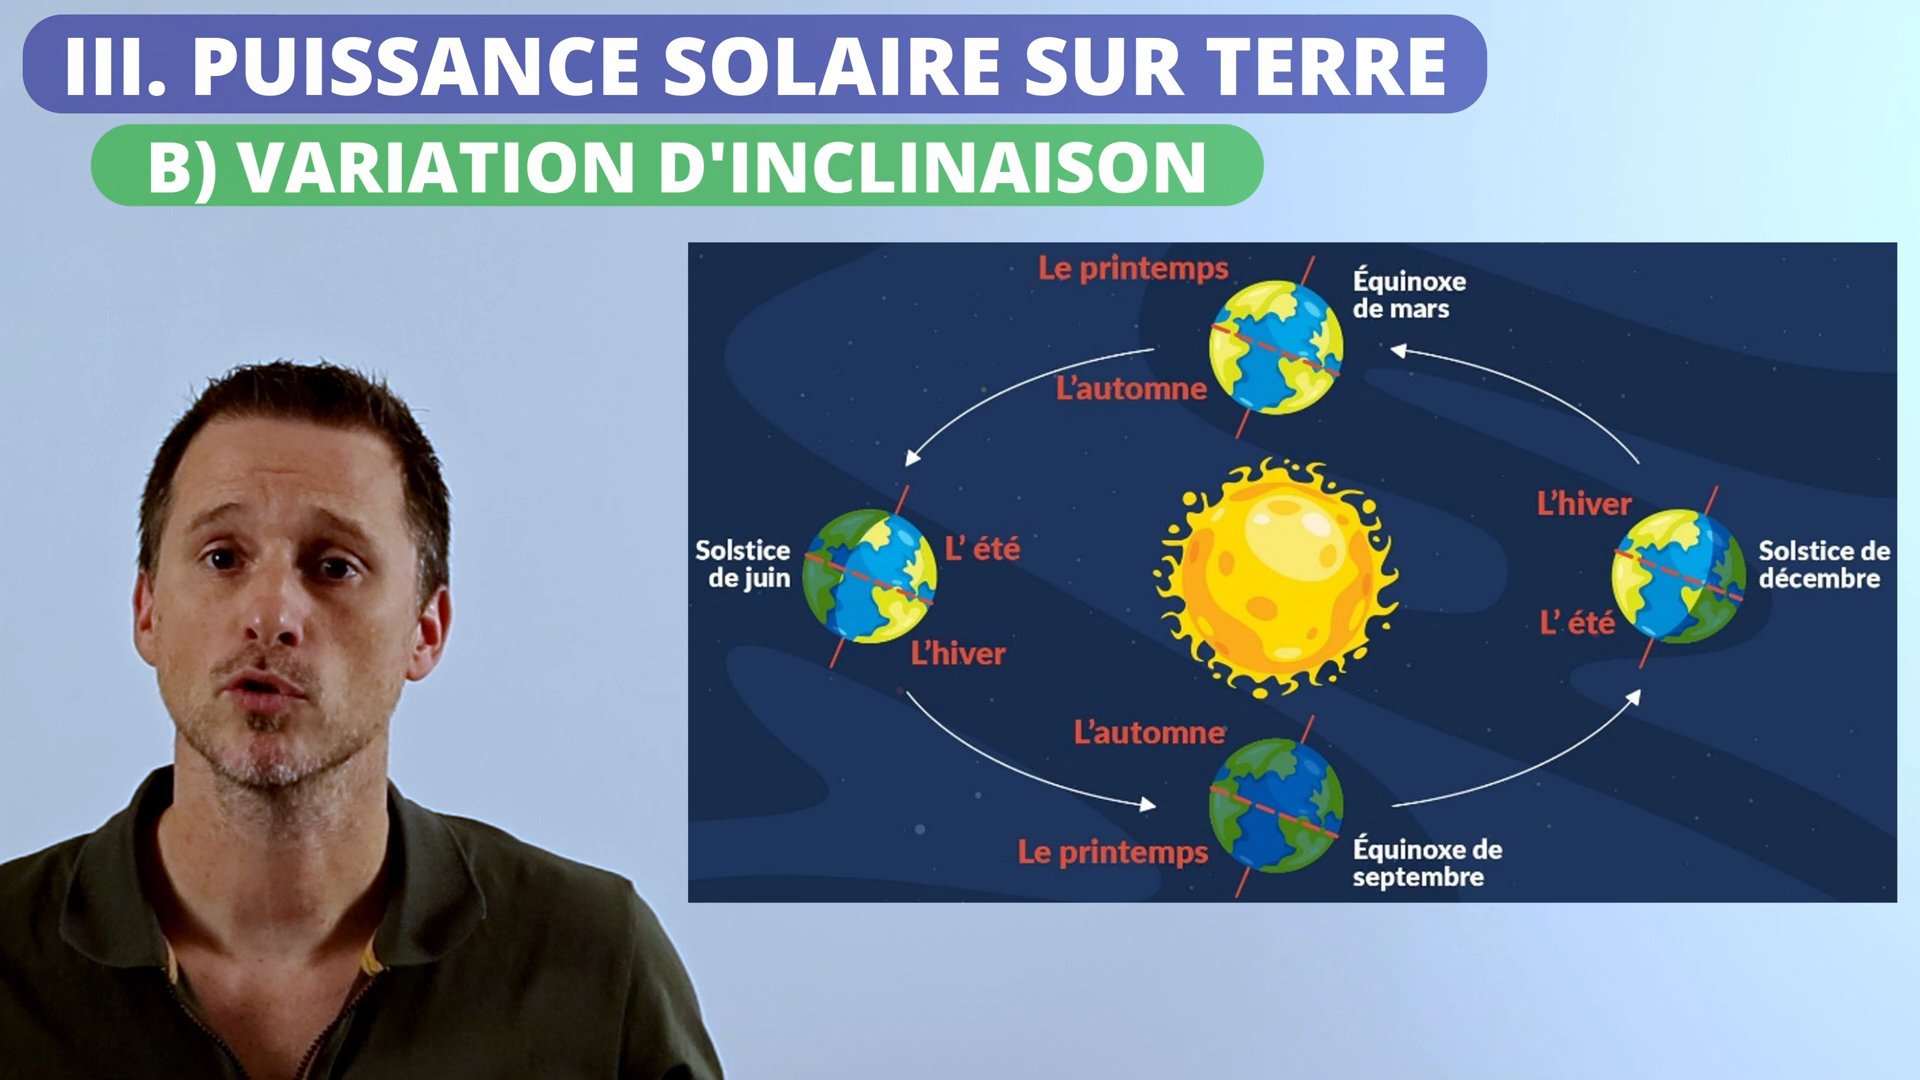 III. PUISSANCE SOLAIRE SUR TERRE
B) VARIATION D'INCLINAISON
Le printemps
Équinoxe
de mars
L'automne
Solstice
de juin
L' été
L'hiver
L'hiver
L' été
Solstice de
décembre
L'automne
Le printemps
Équinoxe de
septembre